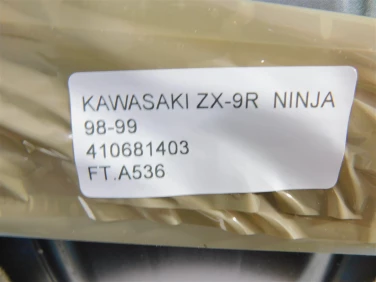 KAWASAKI ZX-9R NINJA
98-99
410681403
FT.A536